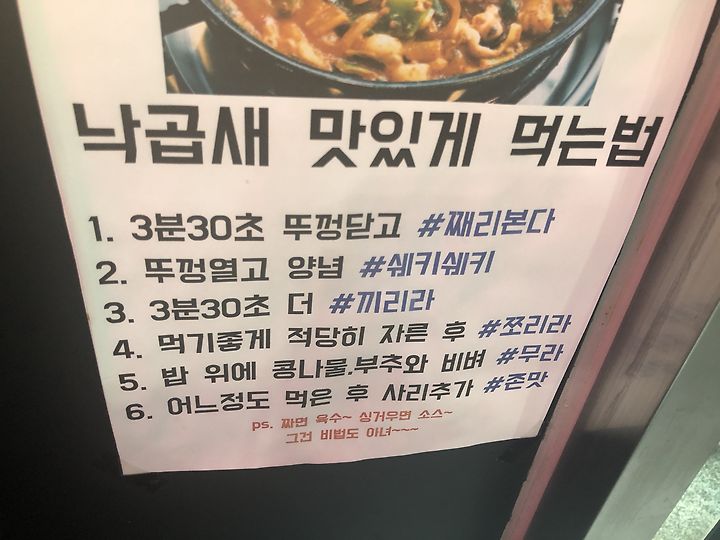 낙곱새 맛있게 먹는법
1. 3분30초 뚜껑닫고 #째리본다
2. 뚜껑열고 양념 #쉐키쉐키
3. 3분30초 더 #끼리라
4. 먹기좋게 적당히 자른 후 #쪼리라
5. 밥 위에 콩나물.부추와 비벼 #무라
6. 어느정도 먹은 후 사리추가 #존맛
ps. 짜면 육수~ 싱거우면 소스~
그건 비법도 아녀~~~